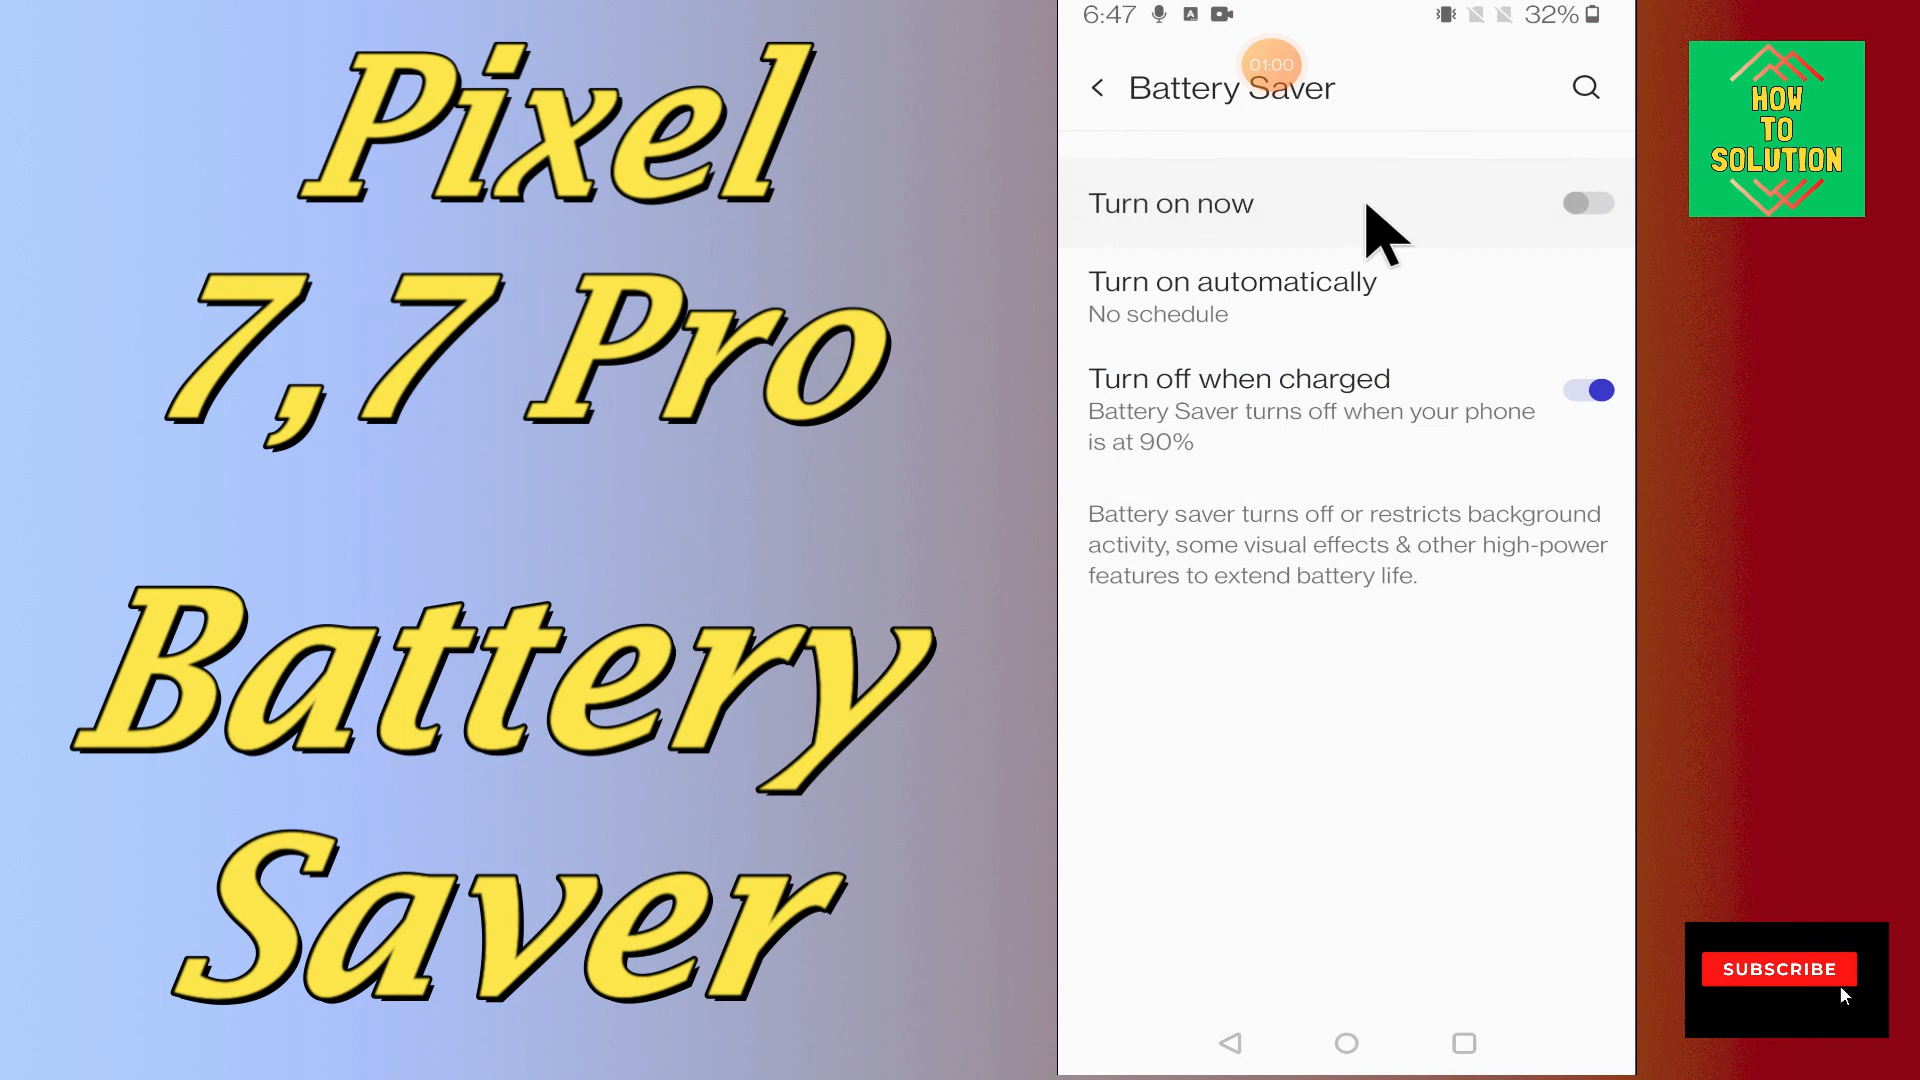 Pixel
7,7 Pro
Battery
Saver
6:47
A
32%
01:00
Battery Saver
Turn on now
Turn on automatically
No schedule
Turn off when charged
Battery Saver turns off when your phone
is at 90%
Battery saver turns off or restricts background
activity, some visual effects & other high-power
features to extend battery life.
HOW
TO
SOLUTION
SUBSCRIBE